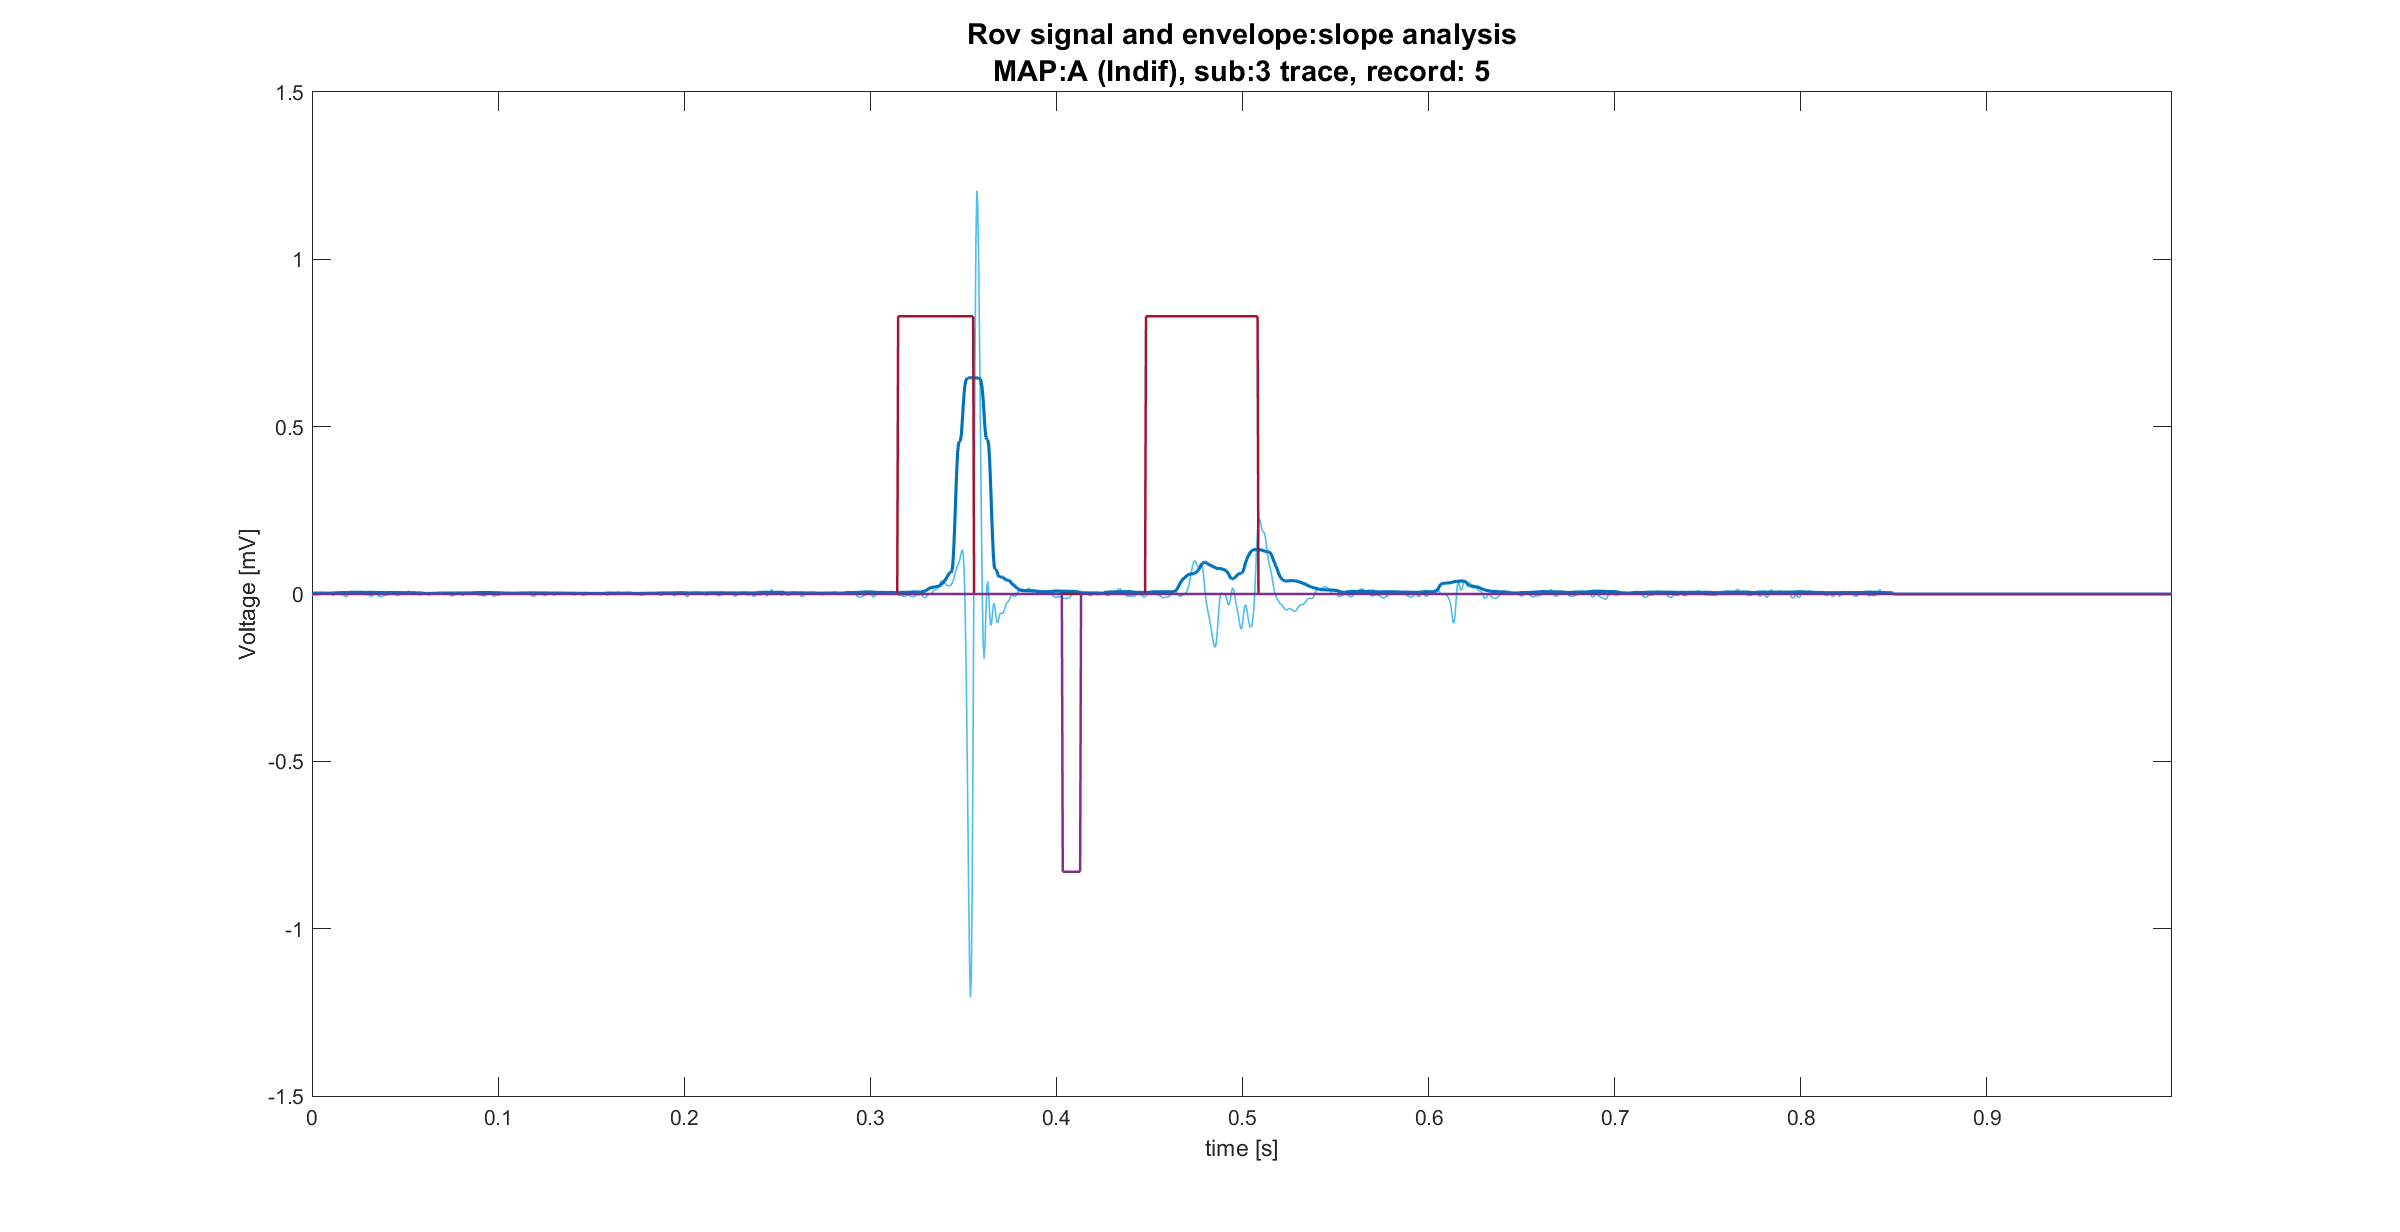 Rov signal and envelope:slope analysis
MAP:A (Indif), sub:3 trace, record: 5
1.5
1
0.5
0
-0.5
-1
-1.5
Voltage [mV]
0 0.1 0.2 0.3 0.4 0.5 0.6 0.7 0.8 0.9
time [s]